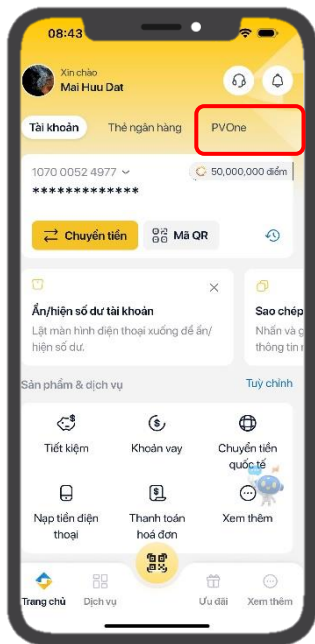 08:43
Xin chào
Mai Huu Dat
Tài khoản
Thẻ ngân hàng
PVOne
1070 0052 4977
50,000,000 điểm
*************
Chuyển tiền
Mã QR
Ẩn/hiện số dư tài khoản
Lật màn hình điện thoại xuống để ẩn/
hiện số dư.
Sao chép
Nhấn và g
thông tin
Sản phẩm & dịch vụ
Tuỳ chỉnh
Tiết kiệm
Khoản vay
Chuyển tiền
quốc tế
Nạp tiền điện
thoại
Thanh toán
hoá đơn
Xem thêm
Trang chủ
Dịch vụ
Ưu đãi
Xem thêm